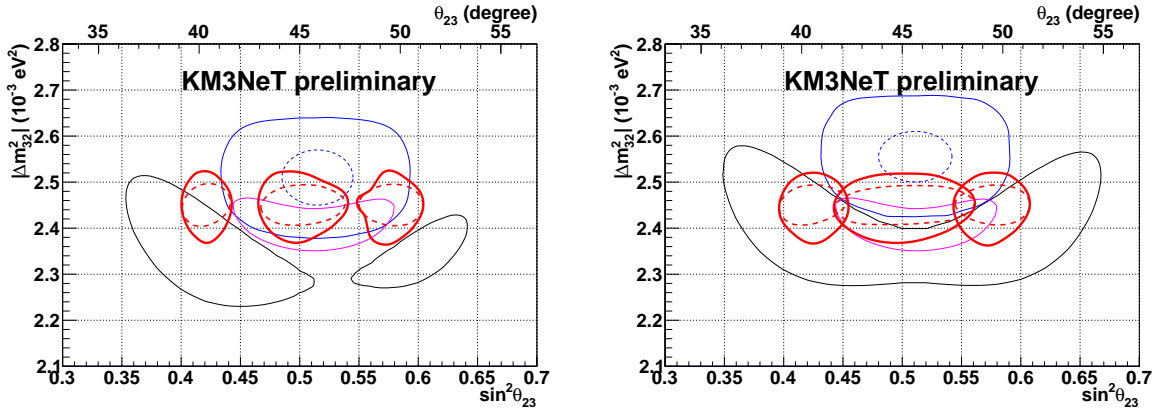 θ23 (degree)
35 40 45 50 55
KM3NeT preliminary
|Δm²32| (10⁻³ eV²)
2.8
2.7
2.6
2.5
2.4
2.3
2.2
2.1
0.3 0.35 0.4 0.45 0.5 0.55 0.6 0.65 0.7
sin²θ23
θ23 (degree)
35 40 45 50 55
KM3NeT preliminary
|Δm²32| (10⁻³ eV²)
2.8
2.7
2.6
2.5
2.4
2.3
2.2
2.1
0.3 0.35 0.4 0.45 0.5 0.55 0.6 0.65 0.7
sin²θ23